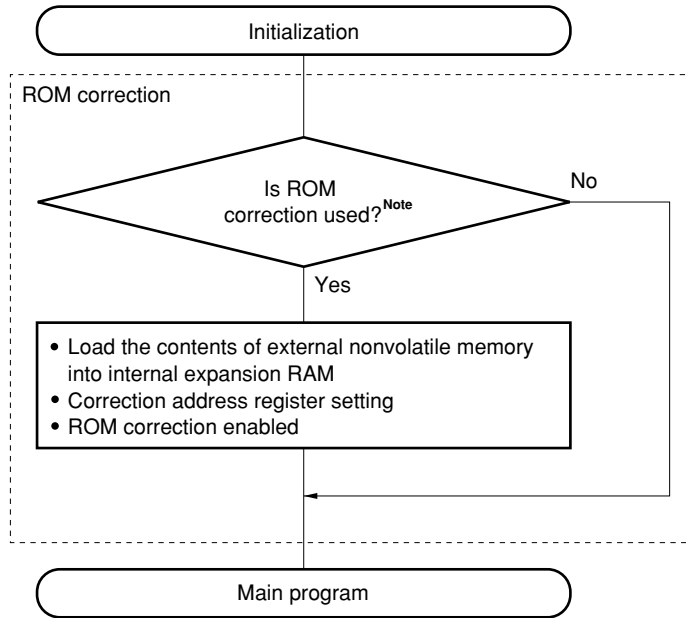 Initialization
ROM correction
Is ROM
correction used?Note
No
Yes
• Load the contents of external nonvolatile memory
into internal expansion RAM
• Correction address register setting
• ROM correction enabled
Main program